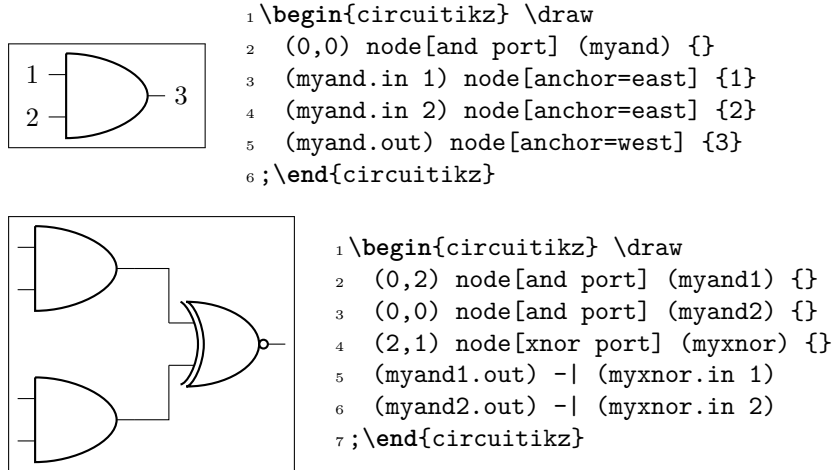 1
2
3
1 \begin{circuitikz} \draw
2 (0,0) node[and port] (myand) {}
3 (myand.in 1) node[anchor=east] {1}
4 (myand.in 2) node[anchor=east] {2}
5 (myand.out) node[anchor=west] {3}
6 ;\end{circuitikz}
1 \begin{circuitikz} \draw
2 (0,2) node[and port] (myand1) {}
3 (0,0) node[and port] (myand2) {}
4 (2,1) node[xnor port] (myxnor) {}
5 (myand1.out) -| (myxnor.in 1)
6 (myand2.out) -| (myxnor.in 2)
7 ;\end{circuitikz}